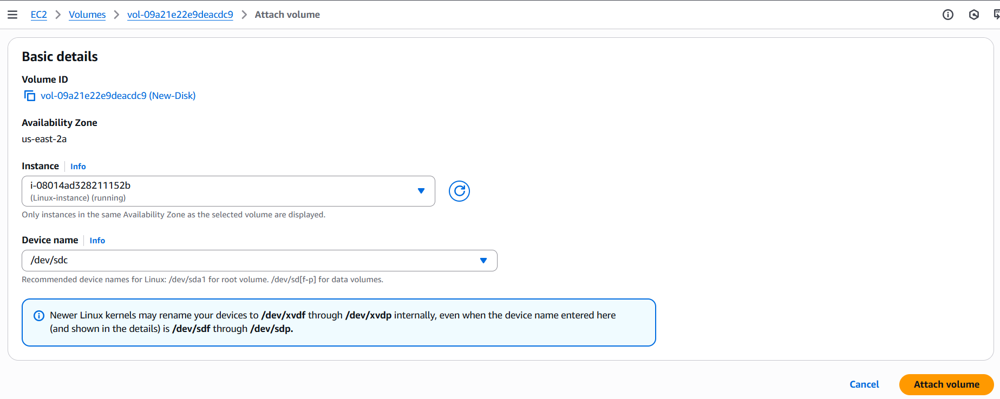 EC2 > Volumes > vol-09a21e22e9deacdc9 > Attach volume
Basic details
Volume ID
vol-09a21e22e9deacdc9 (New-Disk)
Availability Zone
us-east-2a
Instance Info
i-08014ad328211152b
(Linux-instance) (running)
Only instances in the same Availability Zone as the selected volume are displayed.
Device name Info
/dev/sdc
Recommended device names for Linux: /dev/sda1 for root volume. /dev/sd[f-p] for data volumes.
Newer Linux kernels may rename your devices to /dev/xvdf through /dev/xvdp internally, even when the device name entered here
(and shown in the details) is /dev/sdf through /dev/sdp.
Cancel Attach volume